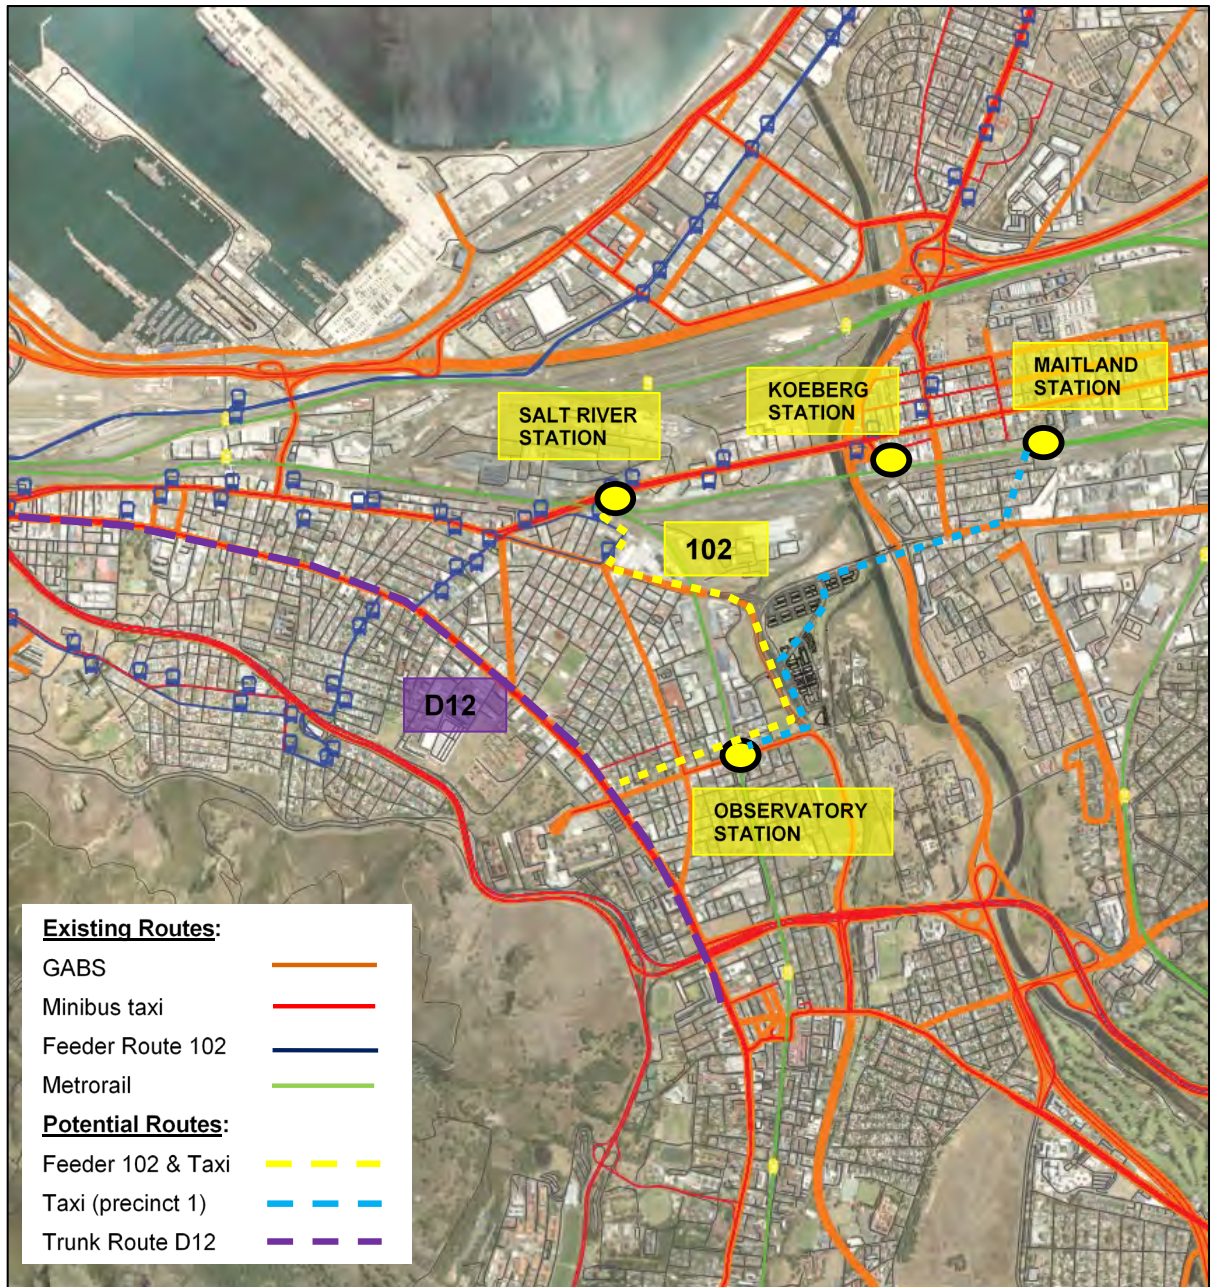 MAITLAND
STATION
KOEBERG
STATION
SALT RIVER
STATION
102
D12
OBSERVATORY
STATION
Existing Routes:
GABS
Minibus taxi
Feeder Route 102
Metrorail
Potential Routes:
Feeder 102 & Taxi
Taxi (precinct 1)
Trunk Route D12